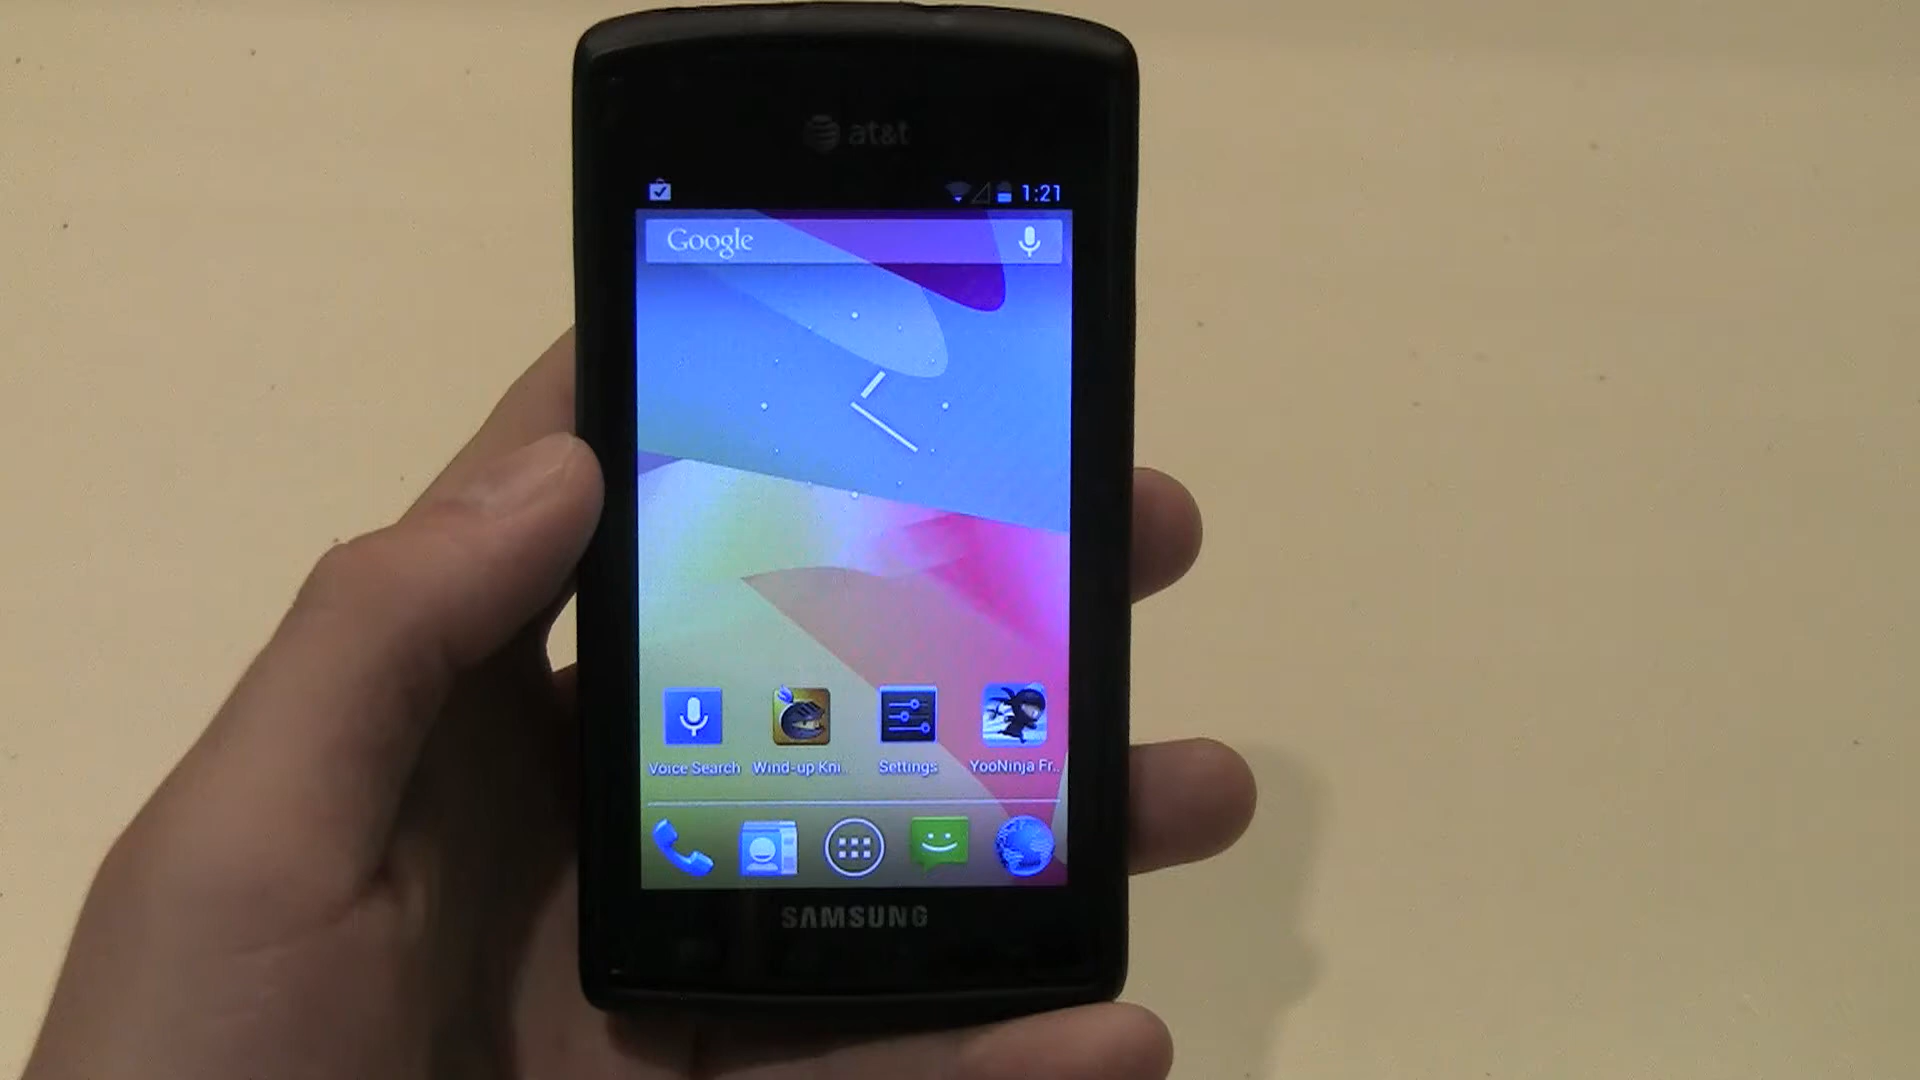 at&t
1:21
Google
Voice Search Wind-up Kni.. Settings YooNinja Fr..
SAMSUNG